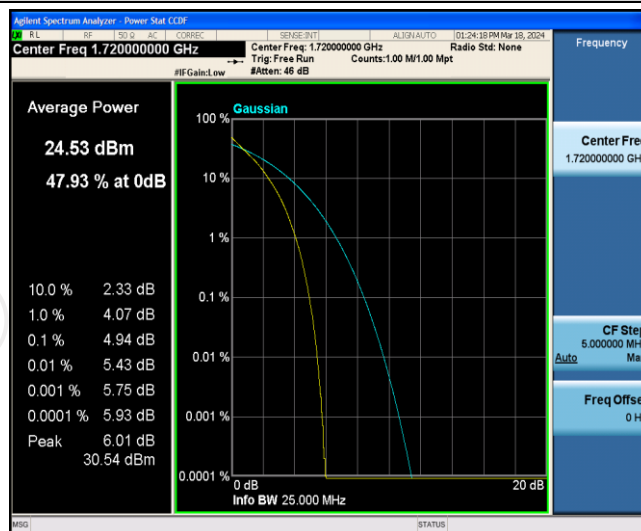 Agilent Spectrum Analyzer - Power Stat CCDF
RL RF 50 Ω AC CORREC SENSE:INT ALIGNAUTO 01:24:18 PM Mar 18, 2024
Center Freq 1.720000000 GHz
Center Freq: 1.720000000 GHz Radio Std: None
Trig: Free Run Counts:1.00 M/1.00 Mpt
#IFGain:Low #Atten: 46 dB
Frequency
Average Power
24.53 dBm
47.93 % at 0dB
10.0 % 2.33 dB
1.0 % 4.07 dB
0.1 % 4.94 dB
0.01 % 5.43 dB
0.001 % 5.75 dB
0.0001 % 5.93 dB
Peak 6.01 dB
30.54 dBm
Gaussian
100 %
10 %
1 %
0.1 %
0.01 %
0.001 %
0.0001 %
0 dB 20 dB
Info BW 25.000 MHz
Center Fre
1.720000000 GH
CF Step
5.000000 MH
Auto Ma
Freq Offse
0 H
MSG STATUS